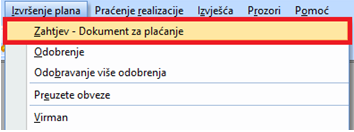 Izvršenje plana Praćenje realizacije Izvješća Prozori Pomoć
Zahtjev - Dokument za plaćanje
Odobrenje
Odobravanje više odobrenja
Preuzete obveze
Virman